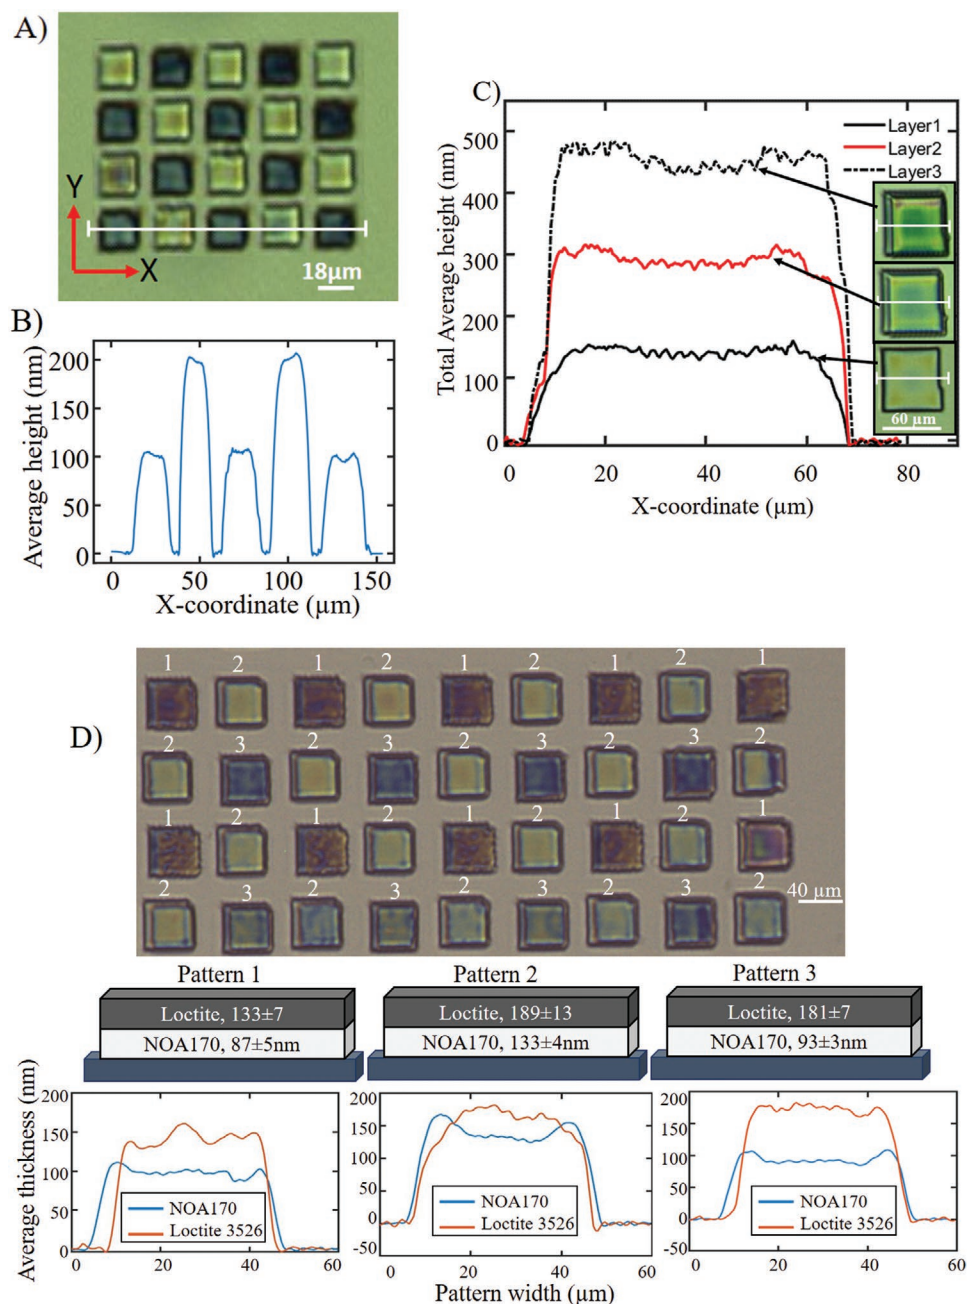 A)
Y
X
18µm
B)
Average height (nm)
200
150
100
50
0
0 50 100 150
X-coordinate (µm)
C)
Total Average height (nm)
500
400
300
200
100
0
0 20 40 60 80
X-coordinate (µm)
Layer1
Layer2
Layer3
60 µm
D)
1 2 1 2 1 2 1 2 1
2 3 2 3 2 3 2 3 2
1 2 1 2 1 2 1 2 1
2 3 2 3 2 3 2 3 2
40 µm
Pattern 1 Pattern 2 Pattern 3
Loctite, 133±7 Loctite, 189±13 Loctite, 181±7
NOA170, 87±5nm NOA170, 133±4nm NOA170, 93±3nm
Average thickness (nm)
200
150
100
50
0
NOA170
Loctite 3526
0 20 40 60
200
150
100
50
0
-50
NOA170
Loctite 3526
0 20 40 60
200
150
100
50
0
-50
NOA170
Loctite 3526
0 20 40 60
Pattern width (µm)